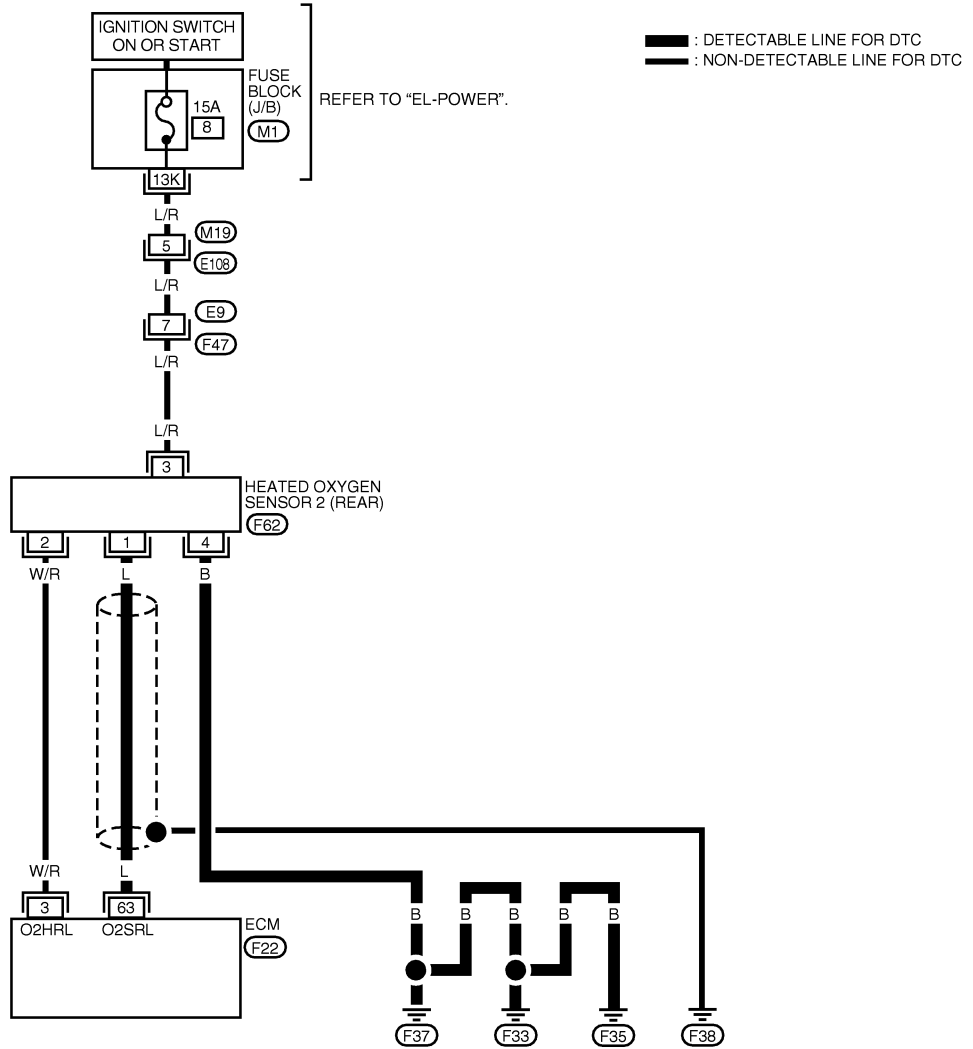 IGNITION SWITCH
ON OR START
: DETECTABLE LINE FOR DTC
: NON-DETECTABLE LINE FOR DTC
FUSE
BLOCK
(J/B)
M1
15A
8
REFER TO “EL-POWER”.
13K
L/R
M19
5
E108
L/R
E9
7
F47
L/R
L/R
3
HEATED OXYGEN
SENSOR 2 (REAR)
F62
2 1 4
W/R L B
W/R L
3 63
O2HRL O2SRL
ECM
F22
B B B B B
F37 F33 F35 F38